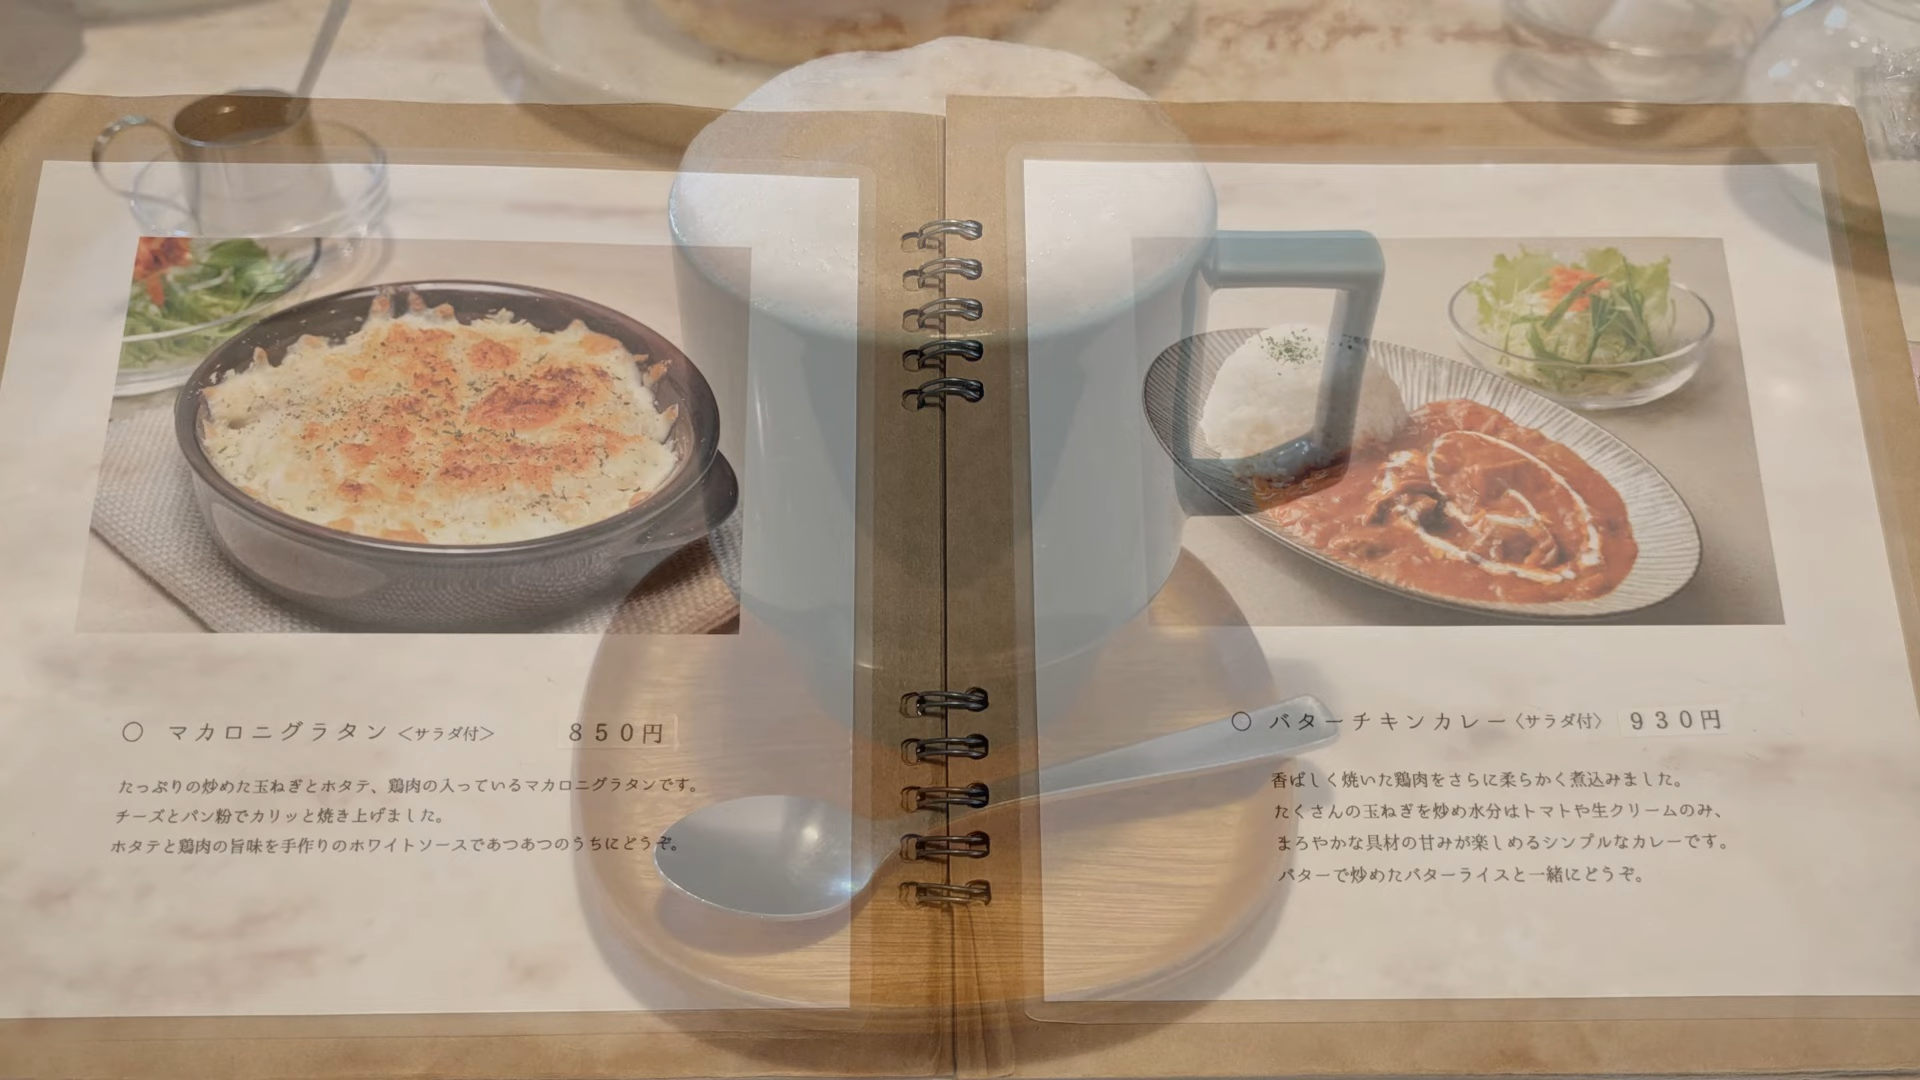 ○ マカロニグラタン<サラダ付> 850円
たっぷりの炒めた玉ねぎとホタテ、鶏肉の入っているマカロニグラタンです。
チーズとパン粉でカリッと焼き上げました。
ホタテと鶏肉の旨味を手作りのホワイトソースであつあつのうちにどうぞ。
○ バターチキンカレー〈サラダ付〉 930円
香ばしく焼いた鶏肉をさらに柔らかく煮込みました。
たくさんの玉ねぎを炒め水分はトマトや生クリームのみ、
まろやかな具材の甘みが楽しめるシンプルなカレーです。
バターで炒めたバターライスと一緒にどうぞ。